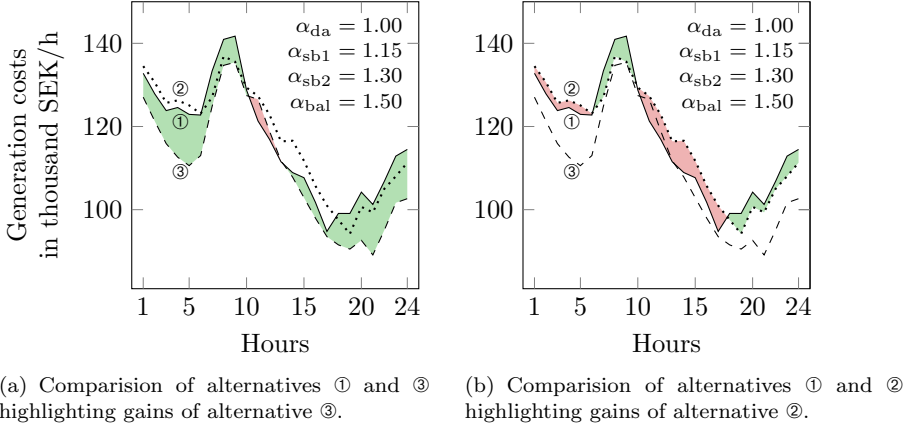 Generation costs
in thousand SEK/h
140
120
100
1 5 10 15 20 24
Hours
α_da = 1.00
α_sb1 = 1.15
α_sb2 = 1.30
α_bal = 1.50
②
①
③
(a) Comparision of alternatives ① and ③
highlighting gains of alternative ③.
140
120
100
1 5 10 15 20 24
Hours
α_da = 1.00
α_sb1 = 1.15
α_sb2 = 1.30
α_bal = 1.50
②
①
③
(b) Comparision of alternatives ① and ②
highlighting gains of alternative ②.